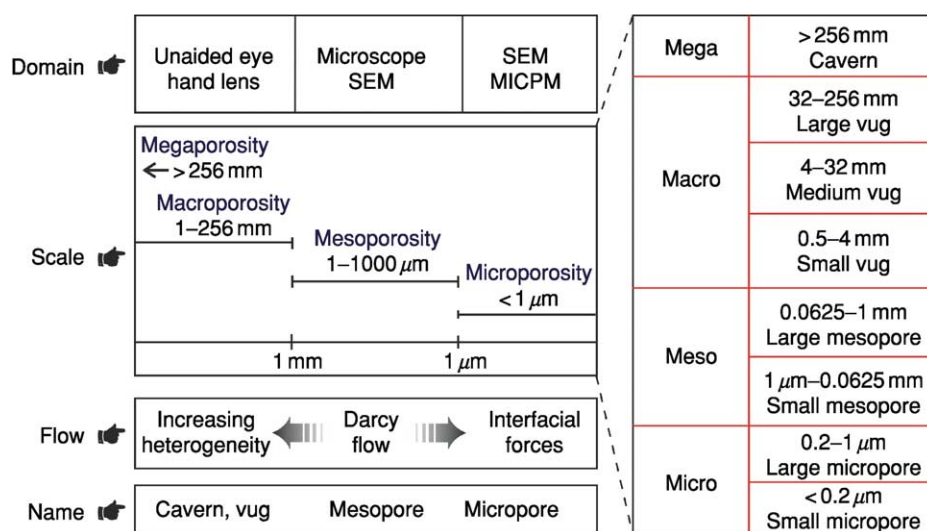 Domain
Unaided eye
hand lens
Microscope
SEM
SEM
MICPM
Scale
Megaporosity
>256 mm
Macroporosity
1–256 mm
Mesoporosity
1–1000 μm
Microporosity
<1 μm
1 mm
1 μm
Flow
Increasing
heterogeneity
Darcy
flow
Interfacial
forces
Name
Cavern, vug
Mesopore
Micropore
Mega
>256 mm
Cavern
Macro
32–256 mm
Large vug
4–32 mm
Medium vug
0.5–4 mm
Small vug
Meso
0.0625–1 mm
Large mesopore
1 μm–0.0625 mm
Small mesopore
Micro
0.2–1 μm
Large micropore
<0.2 μm
Small micropore